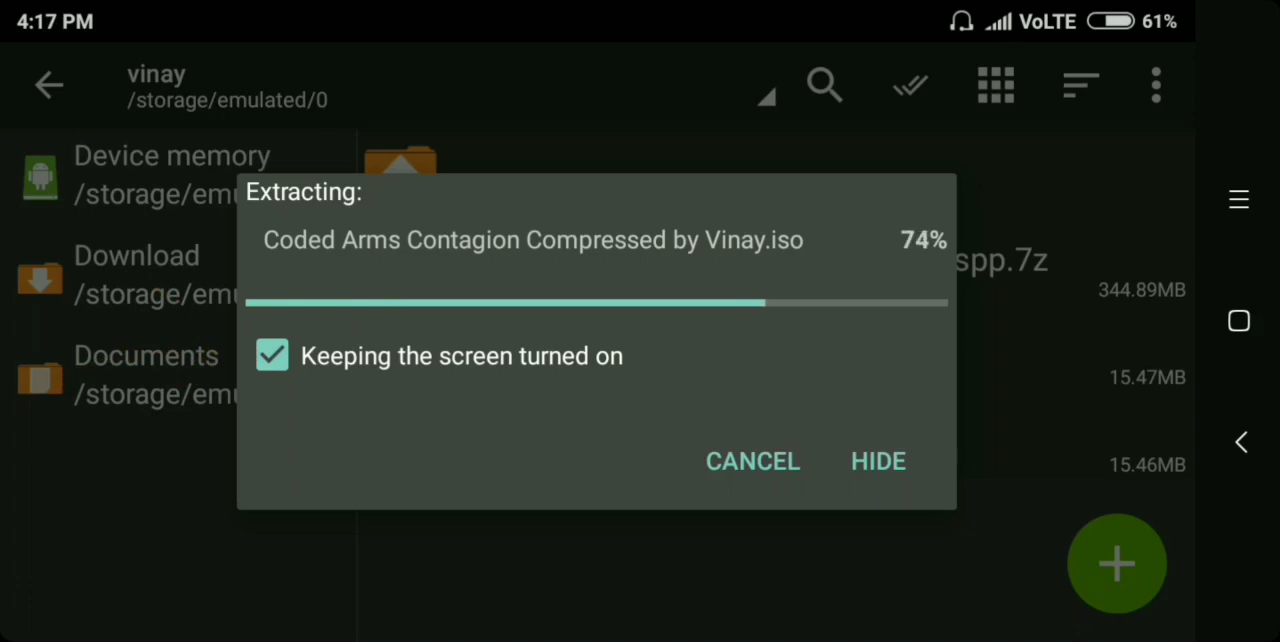 4:17 PM
VoLTE 61%
vinay
/storage/emulated/0
Device memory
/storage/emu
Download
/storage/emu
Documents
/storage/emu
Extracting:
Coded Arms Contagion Compressed by Vinay.iso 74%
Keeping the screen turned on
CANCEL HIDE
spp.7z
344.89MB
15.47MB
15.46MB